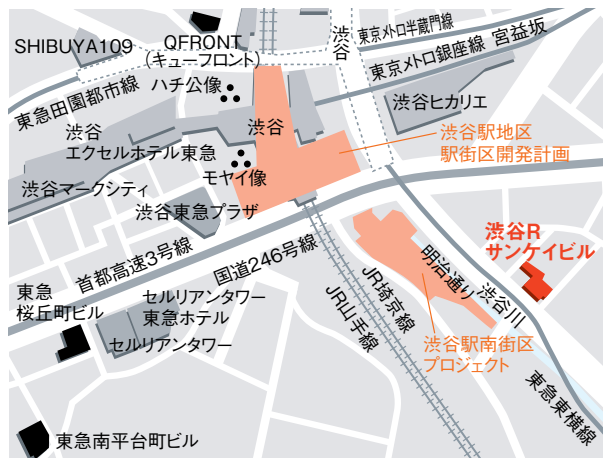 SHIBUYA109
QFRONT
(キューフロント)
渋谷
東京メトロ半蔵門線
宮益坂
東京メトロ銀座線
東急田園都市線
ハチ公像
渋谷ヒカリエ
渋谷
エクセルホテル東急
渋谷
渋谷駅地区
駅街区開発計画
モヤイ像
渋谷マークシティ
渋谷東急プラザ
首都高速3号線
国道246号線
渋谷R
サンケイビル
明治通り
渋谷川
JR埼京線
JR山手線
東急
桜丘町ビル
セルリアンタワー
東急ホテル
セルリアンタワー
渋谷駅南街区
プロジェクト
東急東横線
東急南平台町ビル